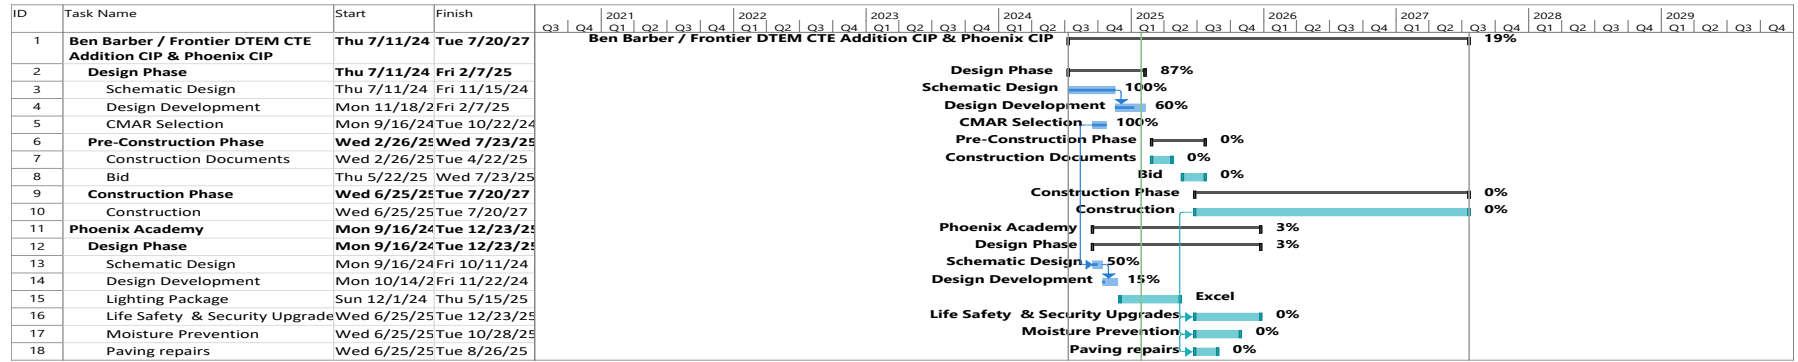 ID Task Name Start Finish
2021 2022 2023 2024 2025 2026 2027 2028 2029
Q3 Q4 Q1 Q2 Q3 Q4 Q1 Q2 Q3 Q4 Q1 Q2 Q3 Q4 Q1 Q2 Q3 Q4 Q1 Q2 Q3 Q4 Q1 Q2 Q3 Q4 Q1 Q2 Q3 Q4 Q1 Q2 Q3 Q4 Q1 Q2 Q3 Q4
1 Ben Barber / Frontier DTEM CTE Thu 7/11/24 Tue 7/20/27 Ben Barber / Frontier DTEM CTE Addition CIP & Phoenix CIP 19%
Addition CIP & Phoenix CIP
2 Design Phase Thu 7/11/24 Fri 2/7/25 Design Phase 87%
3 Schematic Design Thu 7/11/24 Fri 11/15/24 Schematic Design 100%
4 Design Development Mon 11/18/2 Fri 2/7/25 Design Development 60%
5 CMAR Selection Mon 9/16/24 Tue 10/22/24 CMAR Selection 100%
6 Pre-Construction Phase Wed 2/26/25 Wed 7/23/25 Pre-Construction Phase 0%
7 Construction Documents Wed 2/26/25 Tue 4/22/25 Construction Documents 0%
8 Bid Thu 5/22/25 Wed 7/23/25 Bid 0%
9 Construction Phase Wed 6/25/25 Tue 7/20/27 Construction Phase 0%
10 Construction Wed 6/25/25 Tue 7/20/27 Construction 0%
11 Phoenix Academy Mon 9/16/24 Tue 12/23/25 Phoenix Academy 3%
12 Design Phase Mon 9/16/24 Tue 12/23/25 Design Phase 3%
13 Schematic Design Mon 9/16/24 Fri 10/11/24 Schematic Design 50%
14 Design Development Mon 10/14/2 Fri 11/22/24 Design Development 15%
15 Lighting Package Sun 12/1/24 Thu 5/15/25 Excel
16 Life Safety & Security Upgrade Wed 6/25/25 Tue 12/23/25 Life Safety & Security Upgrades 0%
17 Moisture Prevention Wed 6/25/25 Tue 10/28/25 Moisture Prevention 0%
18 Paving repairs Wed 6/25/25 Tue 8/26/25 Paving repairs 0%